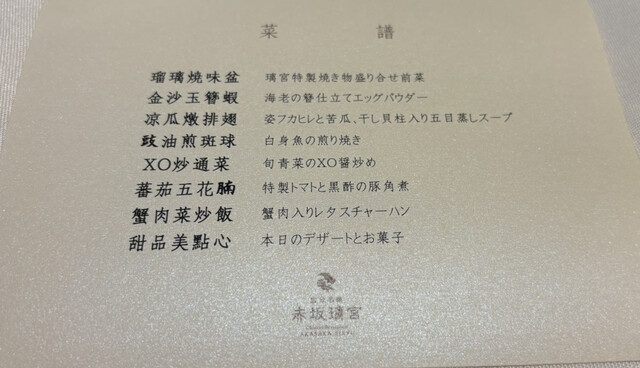 菜 譜
瑠璃燒味盆 璃宮特製焼き物盛り合せ前菜
金沙玉簪蝦 海老の簪仕立てエッグパウダー
凉瓜燉排翅 姿フカヒレと苦瓜、干し貝柱入り五目蒸しスープ
豉油煎斑球 白身魚の煎り焼き
XO炒通菜 旬青菜のXO醤炒め
蕃茄五花腩 特製トマトと黒酢の豚角煮
蟹肉菜炒飯 蟹肉入りレタスチャーハン
甜品美點心 本日のデザートとお菓子
赤坂璃宮